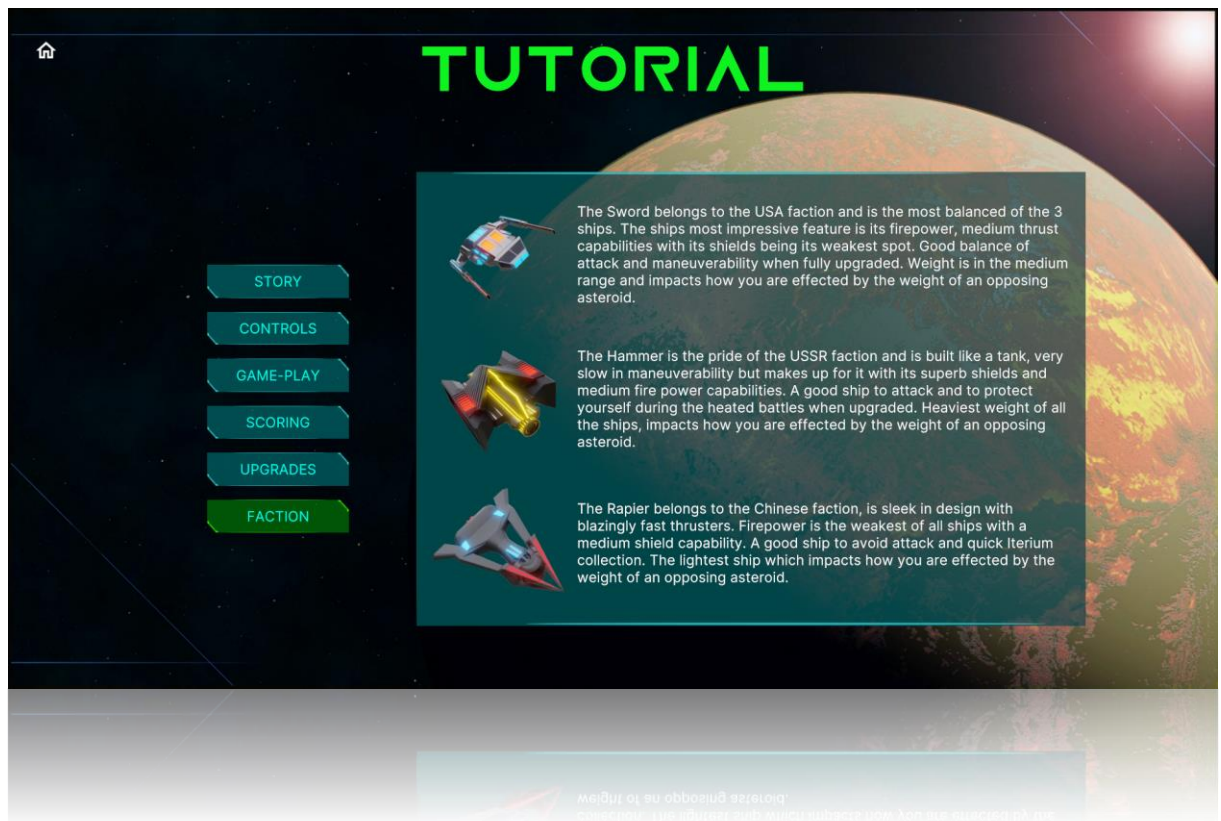 TUTORIAL
STORY
CONTROLS
GAME-PLAY
SCORING
UPGRADES
FACTION
The Sword belongs to the USA faction and is the most balanced of the 3
ships. The ships most impressive feature is its firepower, medium thrust
capabilities with its shields being its weakest spot. Good balance of
attack and maneuverability when fully upgraded. Weight is in the medium
range and impacts how you are effected by the weight of an opposing
asteroid.
The Hammer is the pride of the USSR faction and is built like a tank, very
slow in maneuverability but makes up for it with its superb shields and
medium fire power capabilities. A good ship to attack and to protect
yourself during the heated battles when upgraded. Heaviest weight of all
the ships, impacts how you are effected by the weight of an opposing
asteroid.
The Rapier belongs to the Chinese faction, is sleek in design with
blazingly fast thrusters. Firepower is the weakest of all ships with a
medium shield capability. A good ship to avoid attack and quick Iterium
collection. The lightest ship which impacts how you are effected by the
weight of an opposing asteroid.